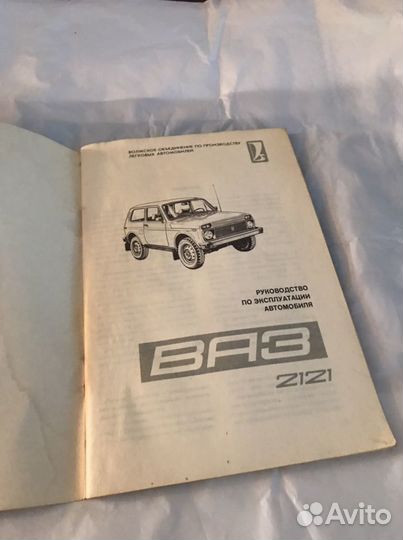 ВОЛЖСКОЕ ОБЪЕДИНЕНИЕ ПО ПРОИЗВОДСТВУ
ЛЕГКОВЫХ АВТОМОБИЛЕЙ
РУКОВОДСТВО
ПО ЭКСПЛУАТАЦИИ
АВТОМОБИЛЯ
ВАЗ
2121
Avito